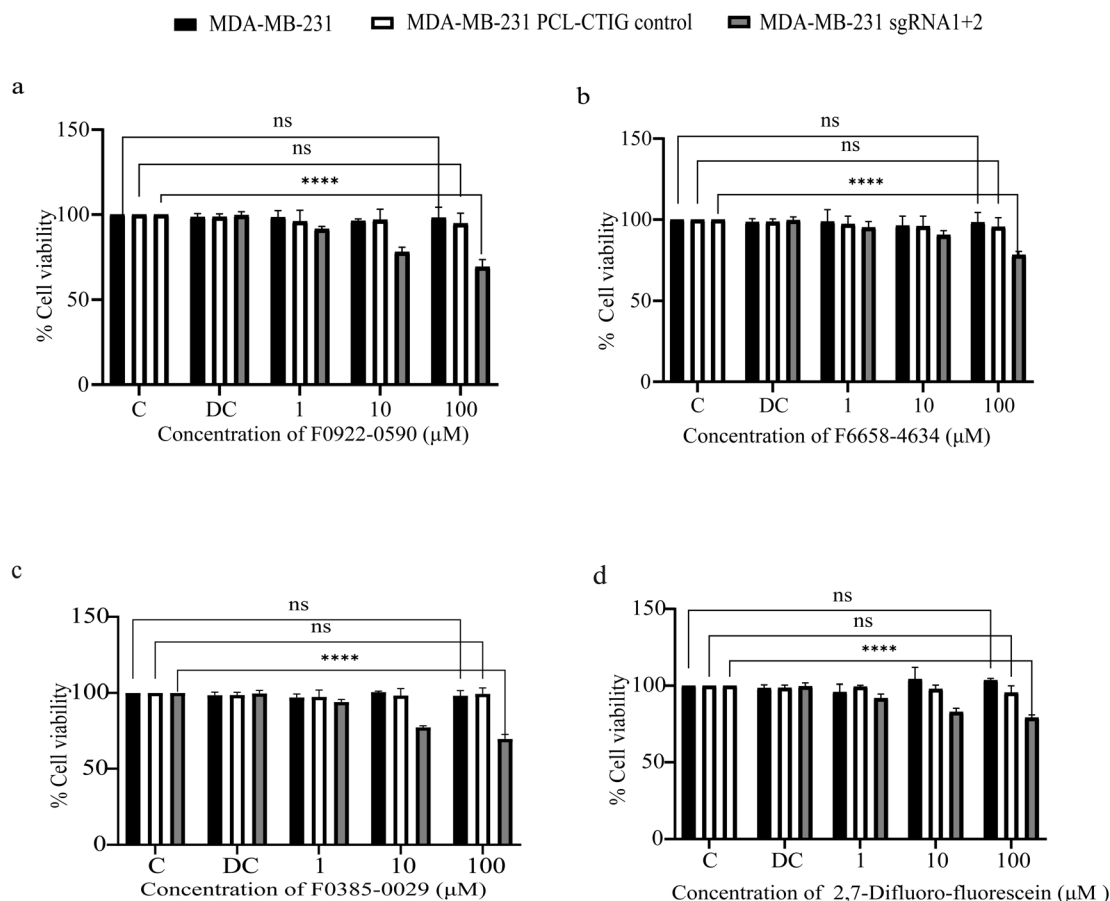 MDA-MB-231 MDA-MB-231 PCL-CTIG control MDA-MB-231 sgRNA1+2
a
ns
ns
****
150
100
50
0
% Cell viability
C DC 1 10 100
Concentration of F0922-0590 (μM)
b
ns
ns
****
150
100
50
0
% Cell viability
C DC 1 10 100
Concentration of F6658-4634 (μM)
c
ns
ns
****
150
100
50
0
% Cell viability
C DC 1 10 100
Concentration of F0385-0029 (μM)
d
ns
ns
****
150
100
50
0
% Cell viability
C DC 1 10 100
Concentration of 2,7-Difluoro-fluorescein (μM )